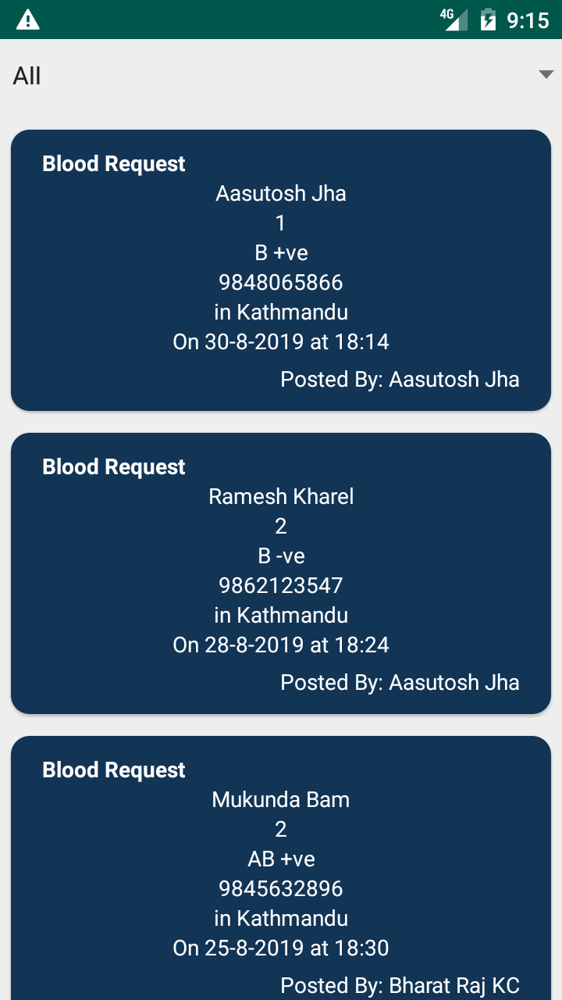 4G 9:15
All
Blood Request
Aasutosh Jha
1
B +ve
9848065866
in Kathmandu
On 30-8-2019 at 18:14
Posted By: Aasutosh Jha
Blood Request
Ramesh Kharel
2
B -ve
9862123547
in Kathmandu
On 28-8-2019 at 18:24
Posted By: Aasutosh Jha
Blood Request
Mukunda Bam
2
AB +ve
9845632896
in Kathmandu
On 25-8-2019 at 18:30
Posted By: Bharat Raj KC